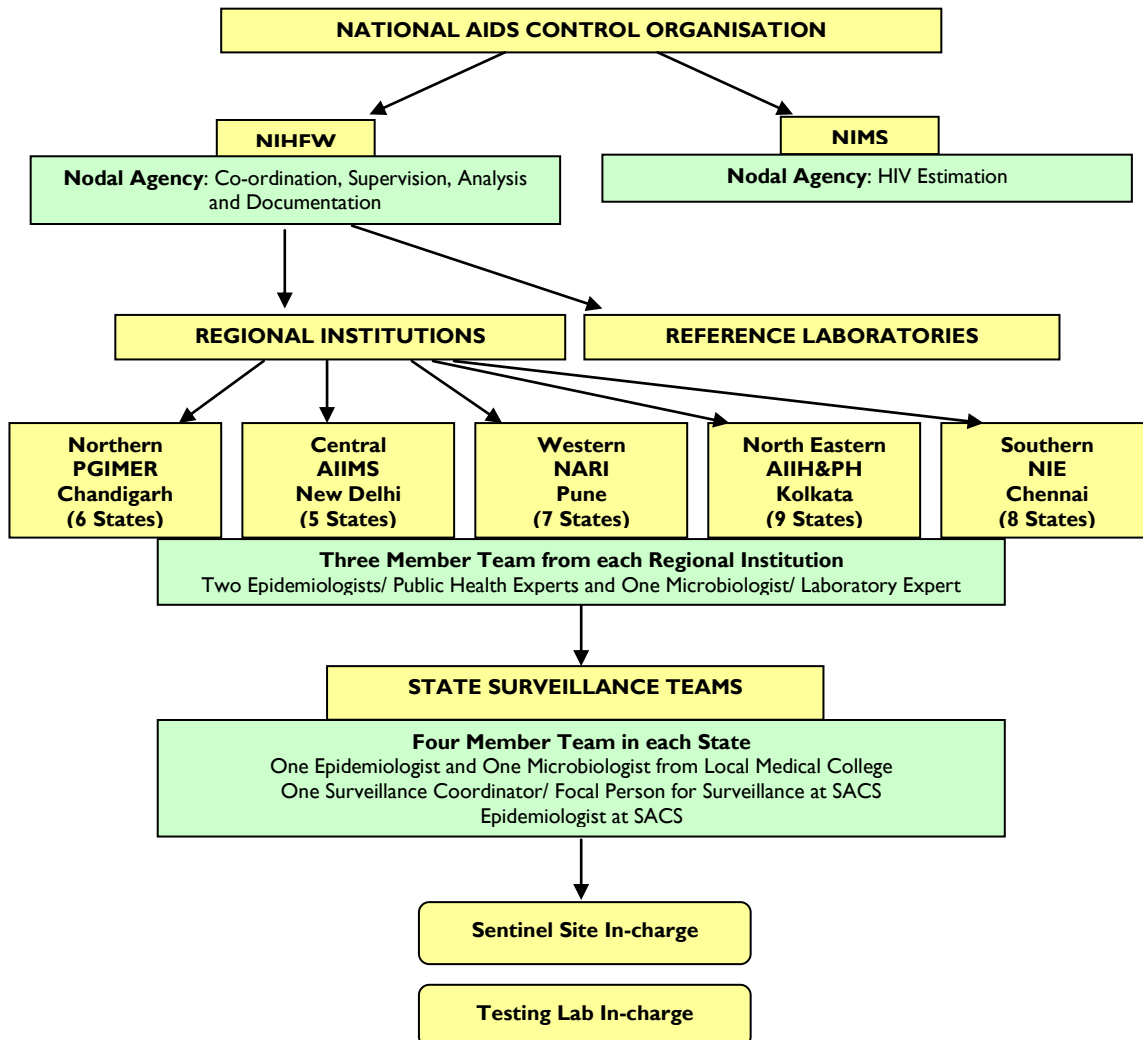 NATIONAL AIDS CONTROL ORGANISATION
NIHFW
Nodal Agency: Co-ordination, Supervision, Analysis
and Documentation
NIMS
Nodal Agency: HIV Estimation
REGIONAL INSTITUTIONS
REFERENCE LABORATORIES
Northern
PGIMER
Chandigarh
(6 States)
Central
AIIMS
New Delhi
(5 States)
Western
NARI
Pune
(7 States)
North Eastern
AIIH&PH
Kolkata
(9 States)
Southern
NIE
Chennai
(8 States)
Three Member Team from each Regional Institution
Two Epidemiologists/ Public Health Experts and One Microbiologist/ Laboratory Expert
STATE SURVEILLANCE TEAMS
Four Member Team in each State
One Epidemiologist and One Microbiologist from Local Medical College
One Surveillance Coordinator/ Focal Person for Surveillance at SACS
Epidemiologist at SACS
Sentinel Site In-charge
Testing Lab In-charge